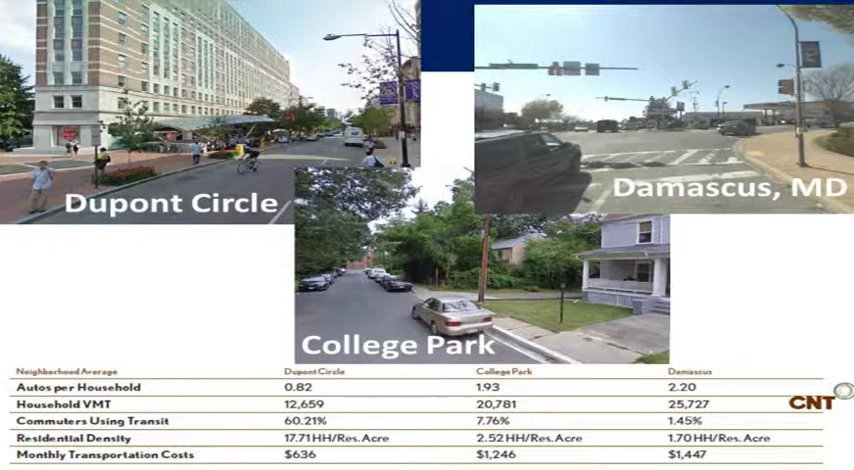 Dupont Circle
Damascus, MD
College Park
Neighborhood Average Dupont Circle College Park Damascus
Autos per Household 0.82 1.93 2.20
Household VMT 12,659 20,781 25,727
Commuters Using Transit 60.21% 7.76% 1.45%
Residential Density 17.71 HH/Res. Acre 2.52 HH/Res. Acre 1.70 HH/Res. Acre
Monthly Transportation Costs $636 $1,246 $1,447
CNT